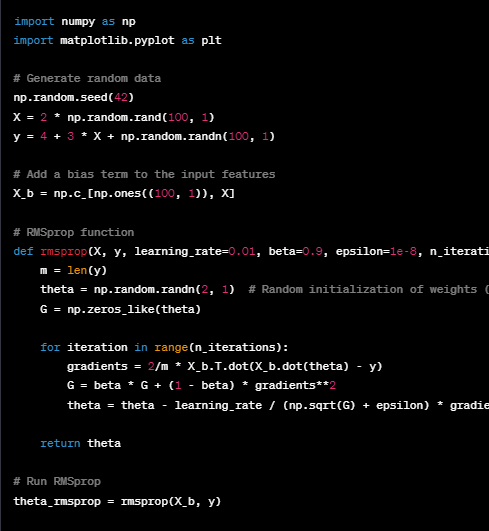 import numpy as np
import matplotlib.pyplot as plt

# Generate random data
np.random.seed(42)
X = 2 * np.random.rand(100, 1)
y = 4 + 3 * X + np.random.randn(100, 1)

# Add a bias term to the input features
X_b = np.c_[np.ones((100, 1)), X]

# RMSprop function
def rmsprop(X, y, learning_rate=0.01, beta=0.9, epsilon=1e-8, n_iterati
    m = len(y)
    theta = np.random.randn(2, 1)  # Random initialization of weights (
    G = np.zeros_like(theta)

    for iteration in range(n_iterations):
        gradients = 2/m * X_b.T.dot(X_b.dot(theta) - y)
        G = beta * G + (1 - beta) * gradients**2
        theta = theta - learning_rate / (np.sqrt(G) + epsilon) * gradie

    return theta

# Run RMSprop
theta_rmsprop = rmsprop(X_b, y)